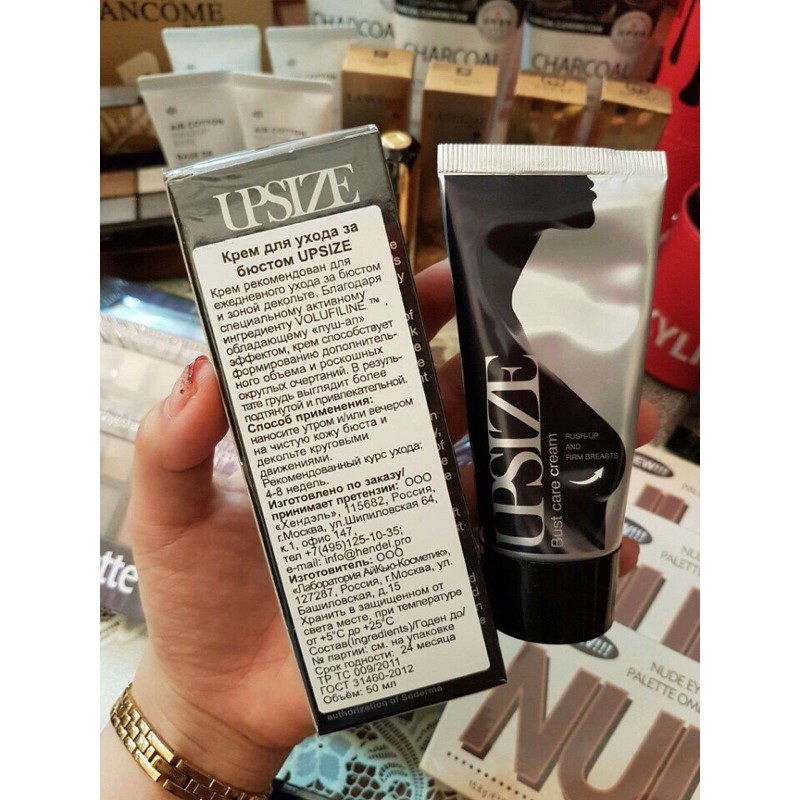 LANCOME
CHARCOAL
CHARCOAL
AIR COTTON
UPSIZE
Крем для ухода за
бюстом UPSIZE
Крем рекомендован для
ежедневного ухода за бюстом
и зоной декольте. Благодаря
специальному активному
ингредиенту VOLUFILINE ™ ,
обладающему «пуш-ап»
эффектом, крем способствует
формированию дополнитель-
ного объема и роскошных
округлых очертаний. В резуль-
тате грудь выглядит более
подтянутой и привлекательной.
Способ применения:
наносите утром и/или вечером
на чистую кожу бюста и
декольте круговыми
движениями.
Рекомендованный курс ухода:
4-8 недель.
Изготовлено по заказу/
принимает претензии: ООО
«Хендэль», 115682, Россия,
г.Москва, ул.Шипиловская 64,
к.1, офис 147
тел +7(495)125-10-35;
e-mail: info@hendel.pro
Изготовитель: ООО
«Лаборатория АйКью-Косметик»,
127287, Россия, г.Москва, ул.
Башиловская, д.15
Хранить в защищенном от
света месте, при температуре
от +5°С до +25°С
Состав(Ingredients)/Годен до/
№ партии: см. на упаковке
Срок годности: 24 месяца
ТР ТС 009/2011
ГОСТ 31460-2012
Объём: 50 мл
authorization of Sederma
UPSIZE
Bust care cream
PUSH-UP
AND
FIRM BREASTS
KYLI
NUDE EY
PALETTE OM
NU